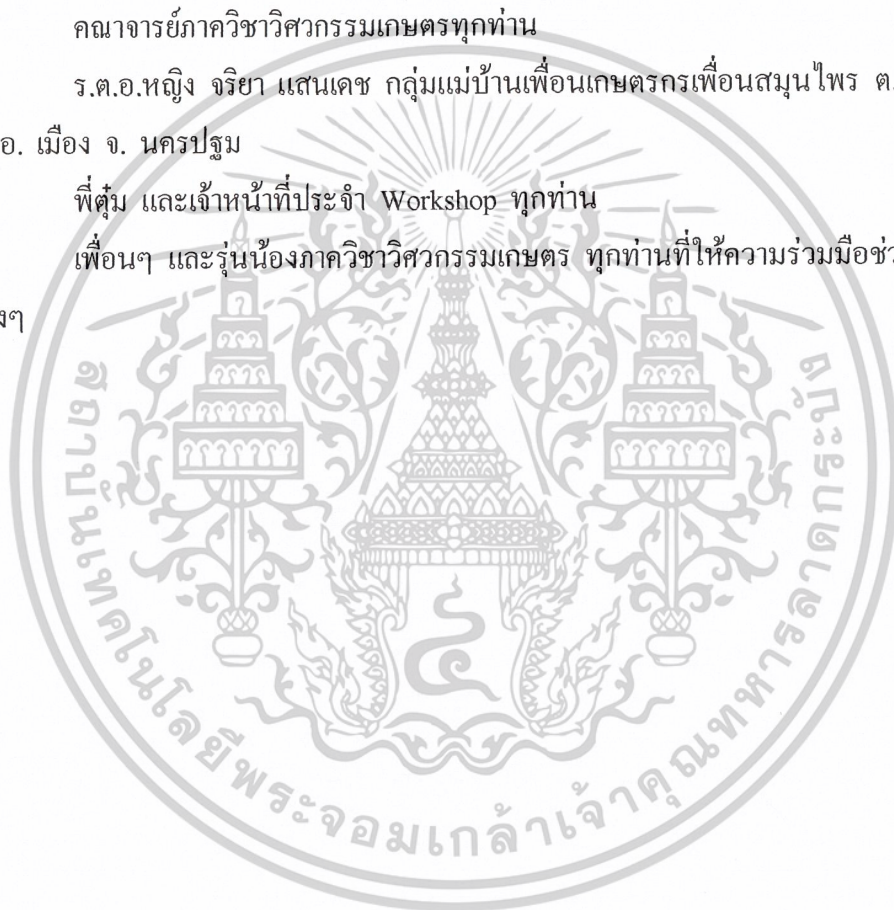 คณาจารย์ภาควิชาวิศวกรรมเกษตรทุกท่าน
ร.ต.อ.หญิง จริยา แสนเดช กลุ่มแม่บ้านเพื่อนเกษตรกรเพื่อนสมุนไพร ต.
อ. เมือง จ. นครปฐม
พี่ตุ๋ม และเจ้าหน้าที่ประจำ Workshop ทุกท่าน
เพื่อนๆ และรุ่นน้องภาควิชาวิศวกรรมเกษตร ทุกท่านที่ให้ความร่วมมือช่ว
งๆ
สถาบันเทคโนโลยีพระจอมเกล้าเจ้าคุณทหารลาดกระบัง